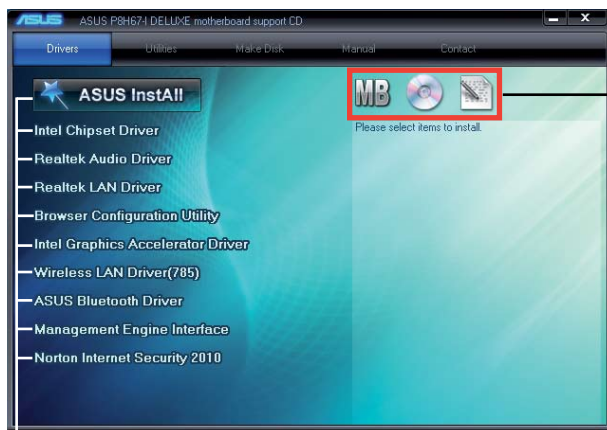 ASUS ASUS P8H67-I DELUXE motherboard support CD
Drivers Utilities Make Disk Manual Contact
ASUS InstAll
MB
Please select items to install.
Intel Chipset Driver
Realtek Audio Driver
Realtek LAN Driver
Browser Configuration Utility
Intel Graphics Accelerator Driver
Wireless LAN Driver(785)
ASUS Bluetooth Driver
Management Engine Interface
Norton Internet Security 2010